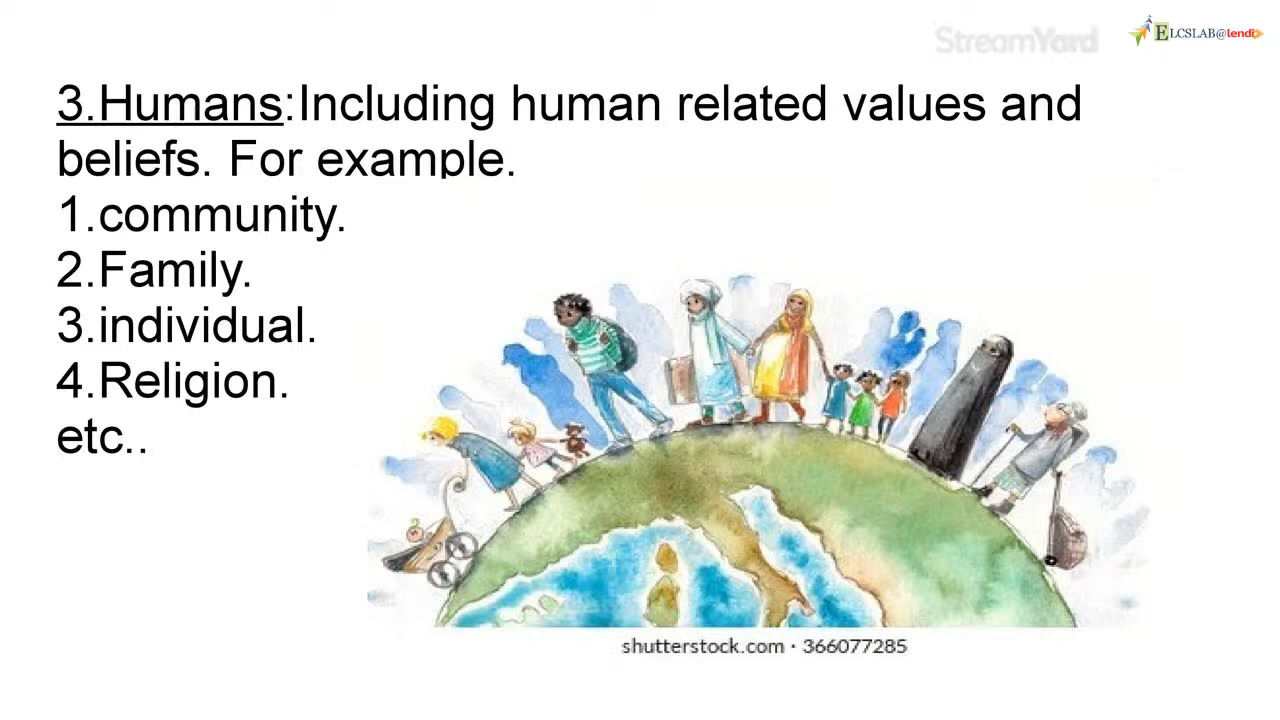 StreamYard
ELCSLAB@lendi
3.Humans:Including human related values and
beliefs. For example.
1.community.
2.Family.
3.individual.
4.Religion.
etc..
shutterstock.com · 366077285